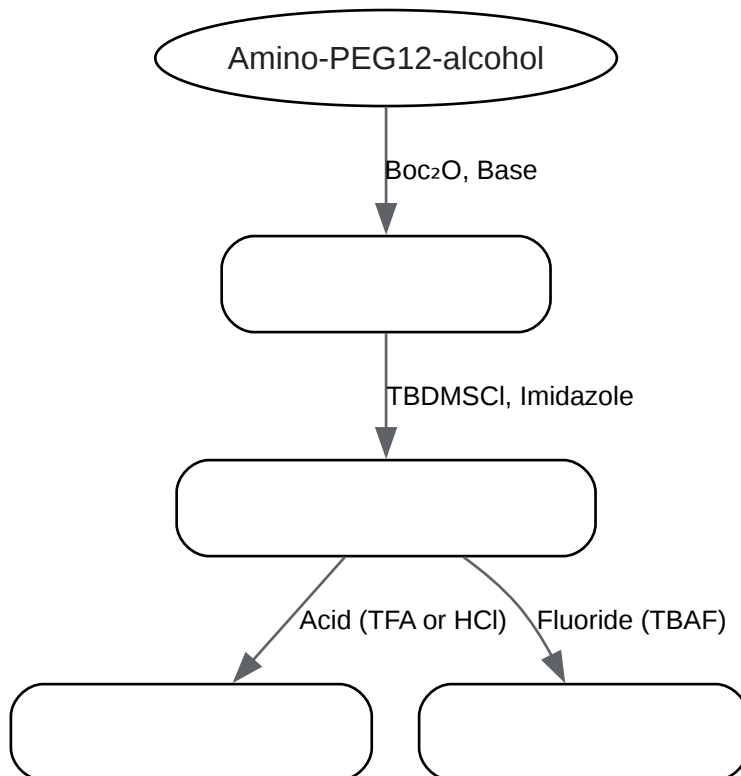 Amino-PEG12-alcohol
Boc₂O, Base
TBDMSCl, Imidazole
Acid (TFA or HCl)
Fluoride (TBAF)